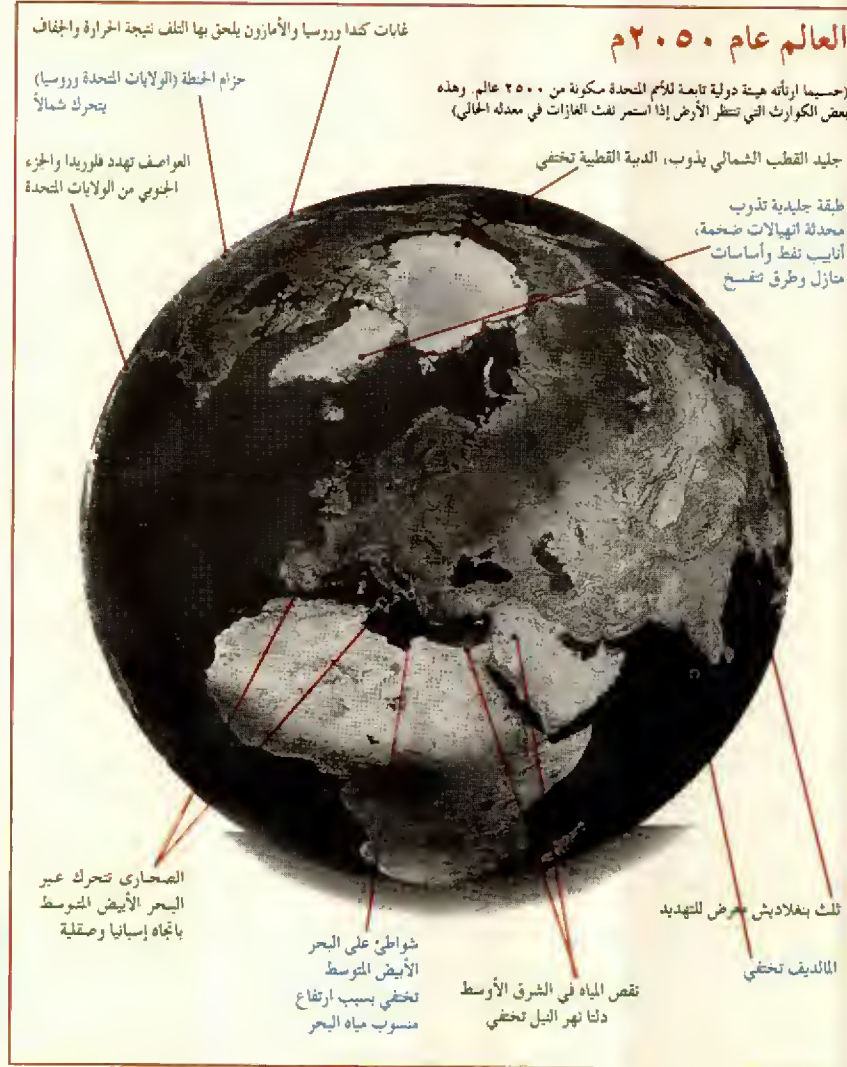 العالم عام ٢٠٥٠م
(حسبما ارتأته هيئة دولية تابعة للأمم المتحدة مكونة من ٢٥٠٠ عالم. وهذه
بعض الكوارث التي تنتظر الأرض إذا استمر نفث الغازات في معدله الحالي)
غابات كندا وروسيا والأمازون يلحق بها التلف نتيجة الحرارة والجفاف
حزام الحنطة (الولايات المتحدة وروسيا)
يتحرك شمالاً
العواصف تهدد فلوريدا والجزء
الجنوبي من الولايات المتحدة
جليد القطب الشمالي يذوب، الدببة القطبية تختفي
طبقة جليدية تذوب
محدثة انهيالات ضخمة،
أنابيب نفط وأساسات
منازل وطرق تتفسخ
الصحارى تتحرك عبر
البحر الأبيض المتوسط
باتجاه إسبانيا وصقلية
شواطئ على البحر
الأبيض المتوسط
تختفي بسبب ارتفاع
منسوب مياه البحر
نقص المياه في الشرق الأوسط
دلتا نهر النيل تختفي
ثلث بنغلاديش معرض للتهديد
المالديف تختفي